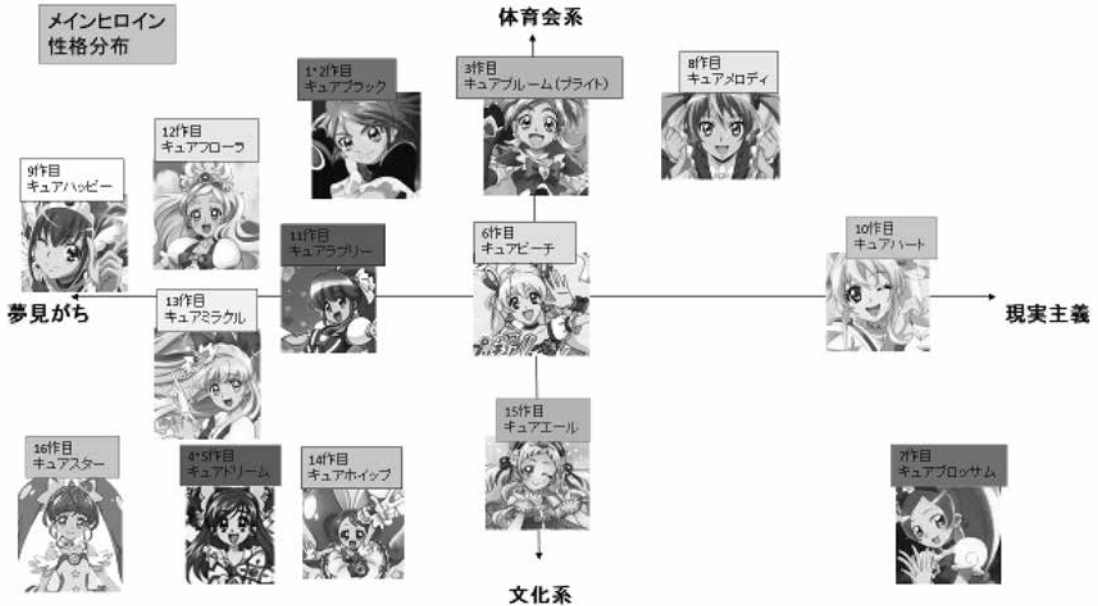 メインヒロイン
性格分布
体育会系
1・2作目
キュアブラック
3作目
キュアブルーム(ブライト)
8作目
キュアメロディ
12作目
キュアフローラ
9作目
キュアハッピー
11作目
キュアラブリー
6作目
キュアピーチ
10作目
キュアハート
夢見がち
現実主義
13作目
キュアミラクル
15作目
キュアエール
16作目
キュアスター
4・5作目
キュアドリーム
14作目
キュアホイップ
7作目
キュアブロッサム
文化系